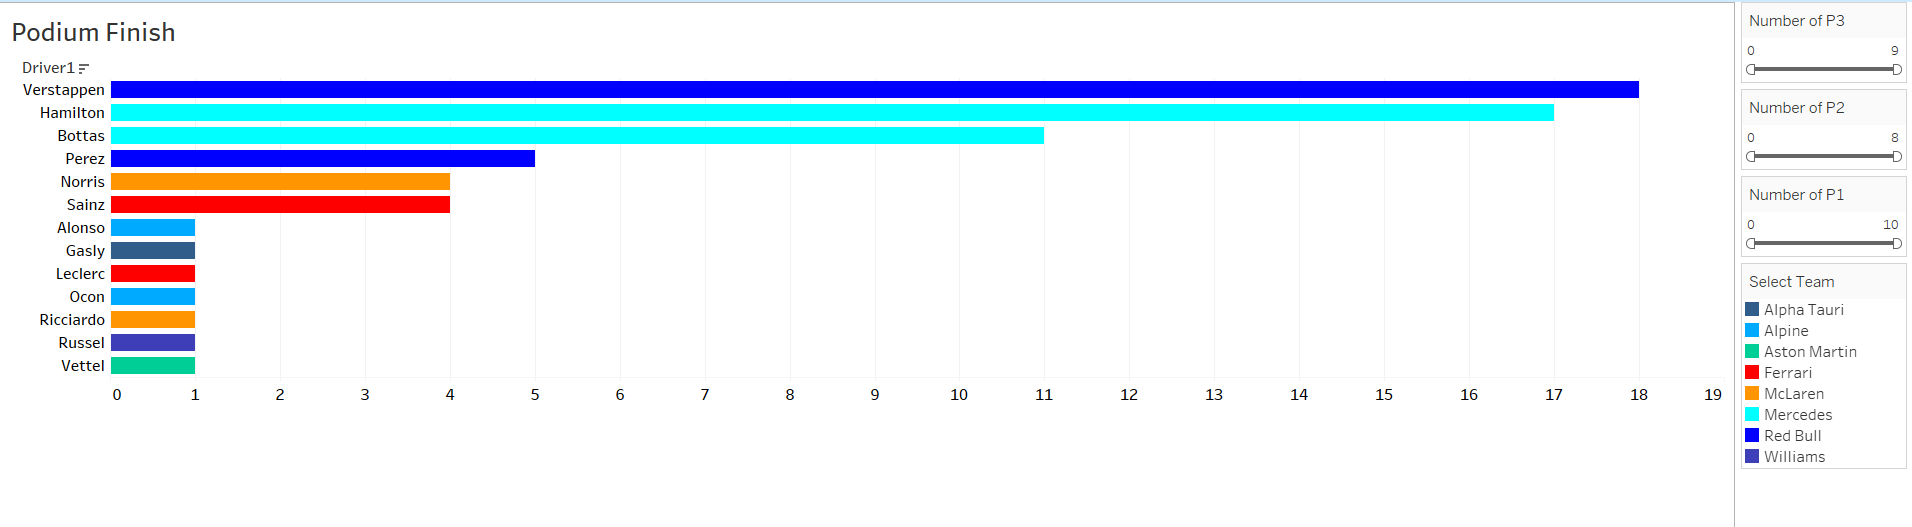 Podium Finish
Driver1
Verstappen
Hamilton
Bottas
Perez
Norris
Sainz
Alonso
Gasly
Leclerc
Ocon
Ricciardo
Russel
Vettel
0 1 2 3 4 5 6 7 8 9 10 11 12 13 14 15 16 17 18 19
Number of P3
0 9
Number of P2
0 8
Number of P1
0 10
Select Team
Alpha Tauri
Alpine
Aston Martin
Ferrari
McLaren
Mercedes
Red Bull
Williams